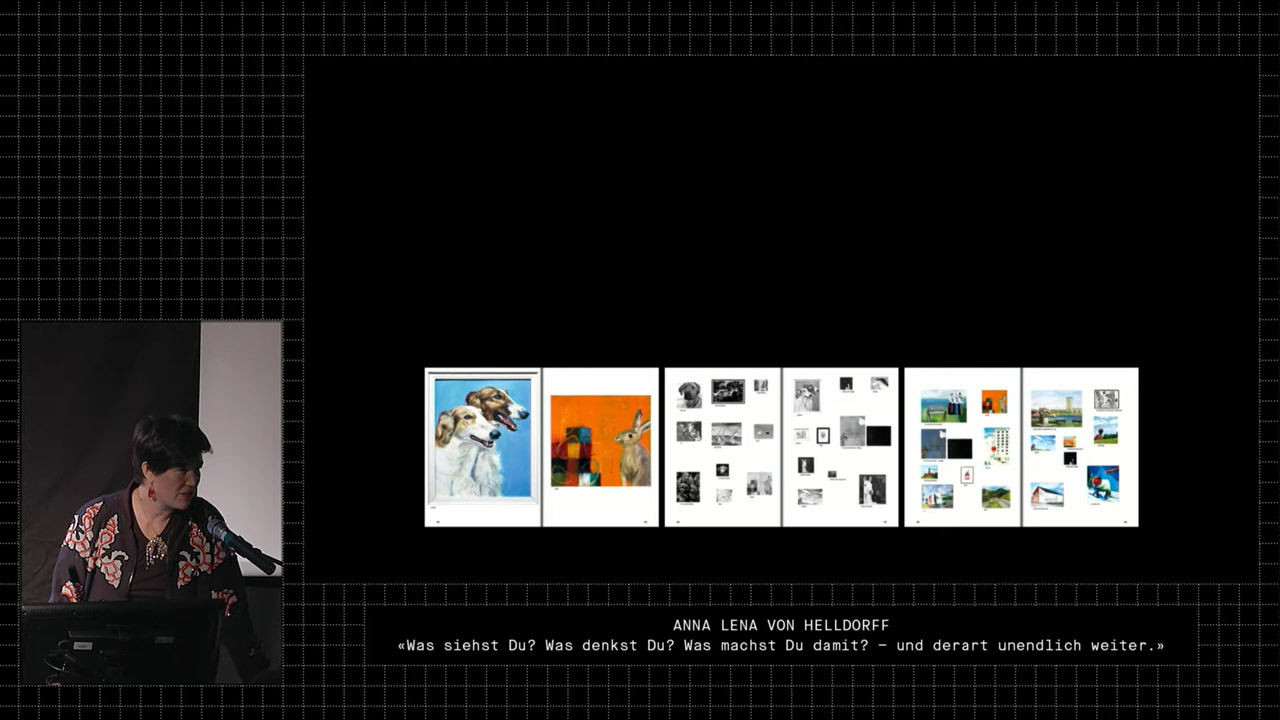 ANNA LENA VON HELLDORFF
«Was siehst Du? Was denkst Du? Was machst Du damit? – und derart unendlich weiter.»